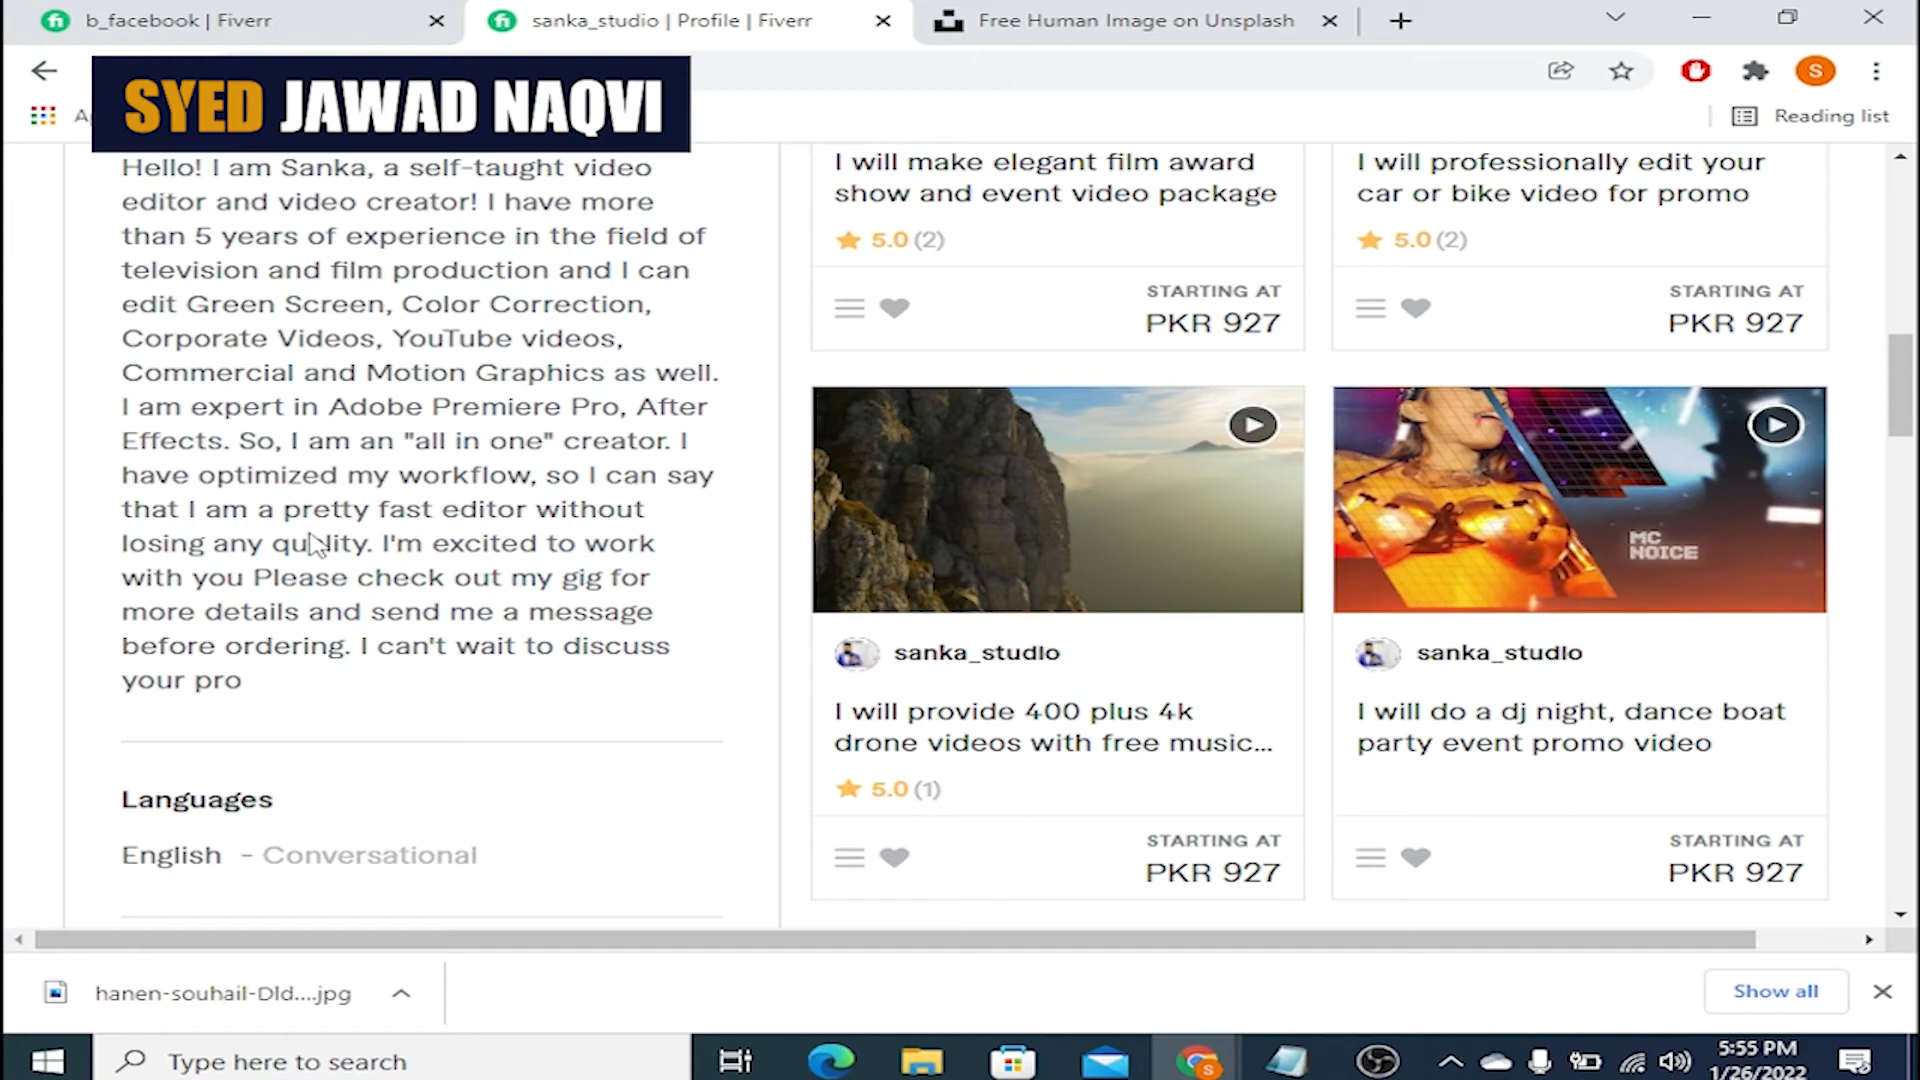 b_facebook | Fiverr
sanka_studio | Profile | Fiverr
Free Human Image on Unsplash
SYED JAWAD NAQVI
S
Reading list
Hello! I am Sanka, a self-taught video
editor and video creator! I have more
than 5 years of experience in the field of
television and film production and I can
edit Green Screen, Color Correction,
Corporate Videos, YouTube videos,
Commercial and Motion Graphics as well.
I am expert in Adobe Premiere Pro, After
Effects. So, I am an "all in one" creator. I
have optimized my workflow, so I can say
that I am a pretty fast editor without
losing any quality. I'm excited to work
with you Please check out my gig for
more details and send me a message
before ordering. I can't wait to discuss
your pro
Languages
English - Conversational
I will make elegant film award
show and event video package
5.0 (2)
STARTING AT
PKR 927
I will professionally edit your
car or bike video for promo
5.0 (2)
STARTING AT
PKR 927
sanka_studio
I will provide 400 plus 4k
drone videos with free music...
5.0 (1)
STARTING AT
PKR 927
MC
NOICE
sanka_studio
I will do a dj night, dance boat
party event promo video
STARTING AT
PKR 927
hanen-souhail-Dld....jpg
Show all
Type here to search
5:55 PM
1/26/2022